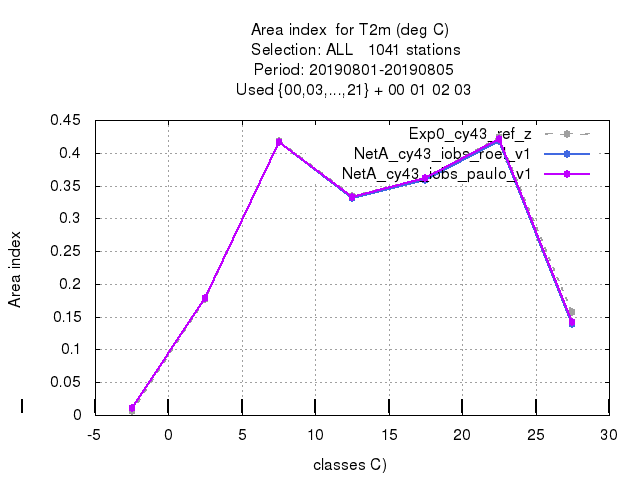 Area index  for T2m (deg C)
Selection: ALL   1041 stations
Period: 20190801-20190805
Used {00,03,...,21} + 00 01 02 03
Exp0_cy43_ref_z
NetA_cy43_iobs_roel_v1
NetA_cy43_iobs_paulo_v1
0.45
0.4
0.35
0.3
0.25
0.2
0.15
0.1
0.05
0
Area index
-5 0 5 10 15 20 25 30
classes C)